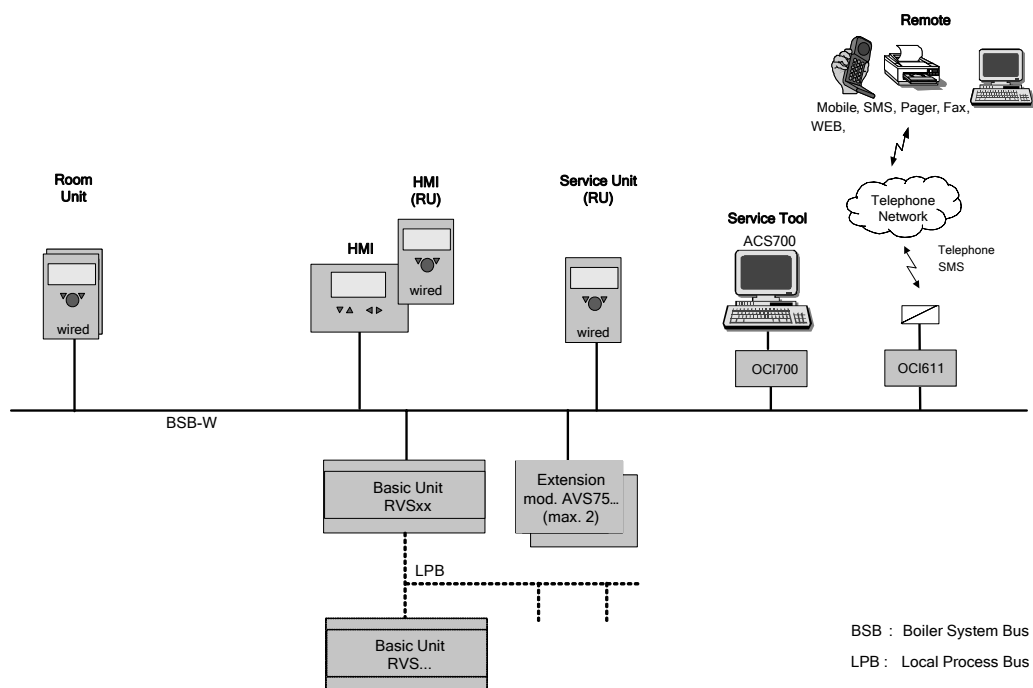 Remote
Mobile, SMS, Pager, Fax,
WEB,
Room
Unit
HMI
(RU)
Service Unit
(RU)
Telephone
Network
Service Tool
ACS700
HMI
Telephone
SMS
wired
wired
wired
OCI700
OCI611
BSB-W
Basic Unit
RVSxx
Extension
mod. AVS75...
(max. 2)
LPB
Basic Unit
RVS...
BSB : Boiler System Bus
LPB : Local Process Bus